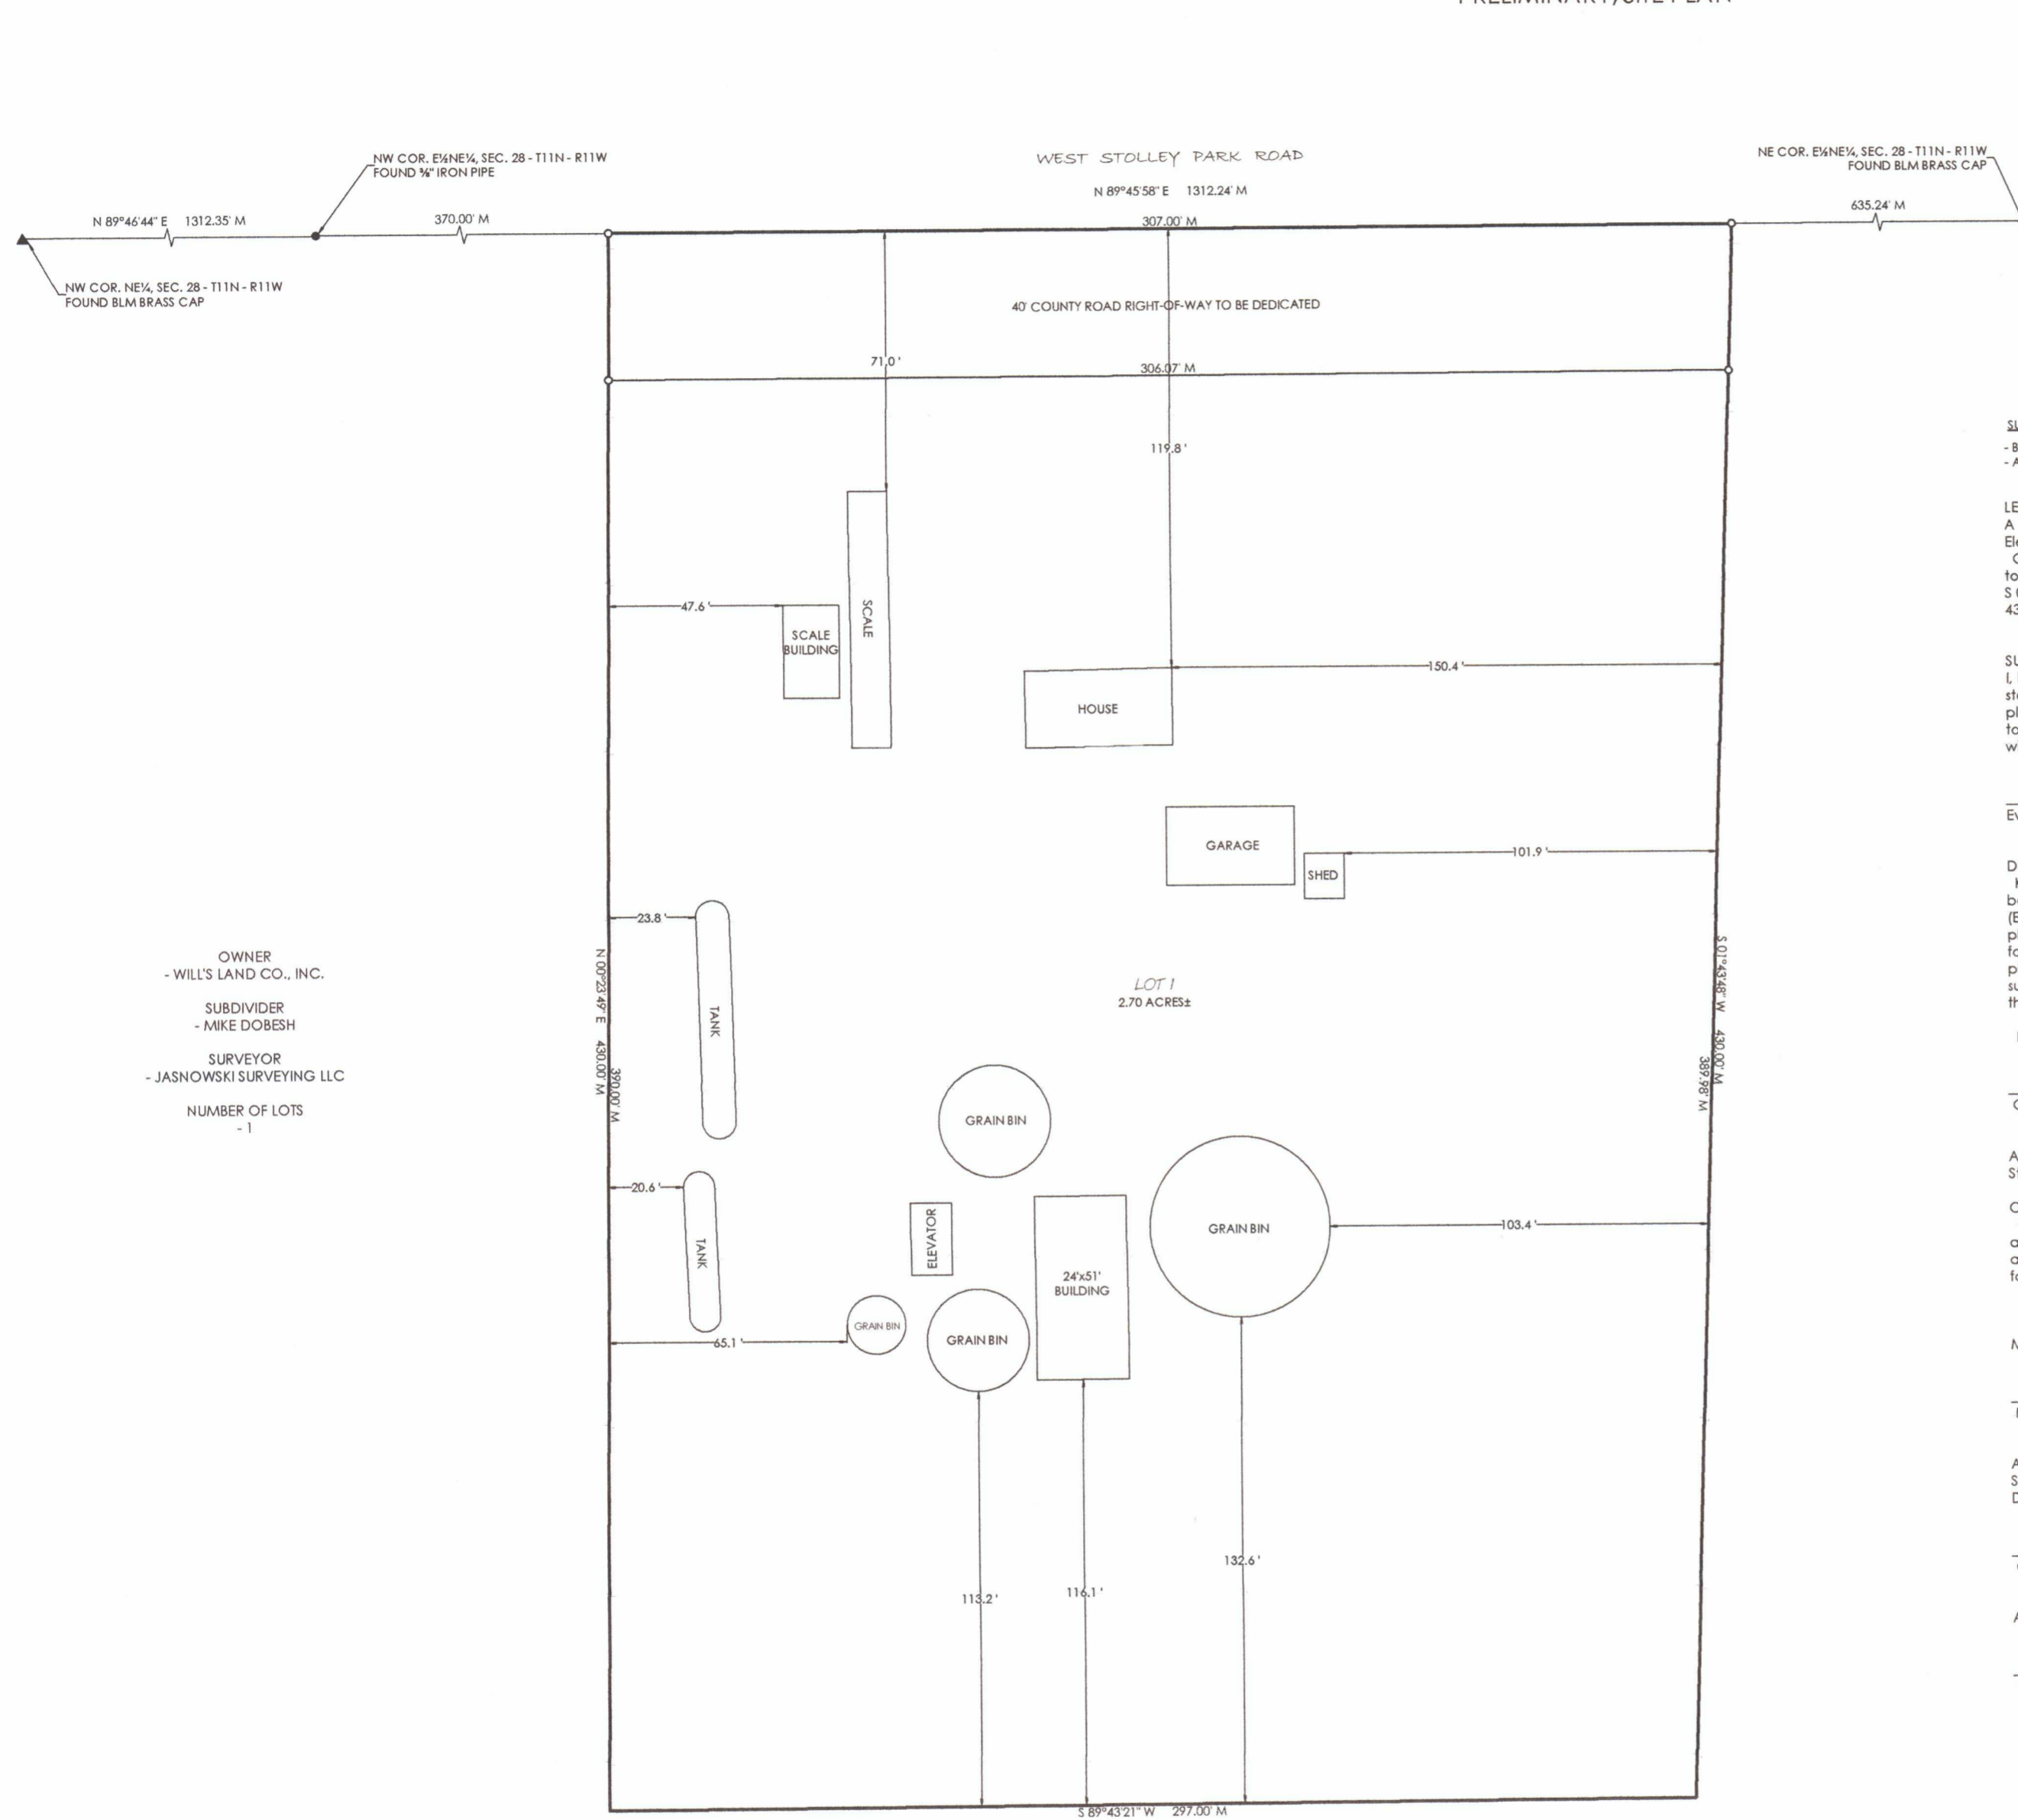 NW COR. E½NE¼, SEC. 28 - T11N - R11W
FOUND ⅝" IRON PIPE
WEST STOLLEY PARK ROAD
N 89°45'58" E 1312.24' M
NE COR. E½NE¼, SEC. 28 - T11N - R11W
FOUND BLM BRASS CAP
N 89°46'44" E 1312.35' M
370.00' M
307.00' M
635.24' M
NW COR. NE¼, SEC. 28 - T11N - R11W
FOUND BLM BRASS CAP
40' COUNTY ROAD RIGHT-OF-WAY TO BE DEDICATED
71.0'
306.07' M
119.8'
47.6'
SCALE
BUILDING
SCALE
150.4'
HOUSE
GARAGE
101.9'
SHED
23.8'
TANK
OWNER
- WILL'S LAND CO., INC.
SUBDIVIDER
- MIKE DOBESH
SURVEYOR
- JASNOWSKI SURVEYING LLC
NUMBER OF LOTS
- 1
N 00°23'49" E 430.00' M
390.00' M
LOT 1
2.70 ACRES±
S 01°43'48" W 430.00' M
389.98' M
GRAIN BIN
20.6'
TANK
ELEVATOR
24'x51'
BUILDING
GRAIN BIN
103.4'
65.1'
GRAIN BIN
GRAIN BIN
113.2'
116.1'
132.6'
S 89°43'21" W 297.00' M